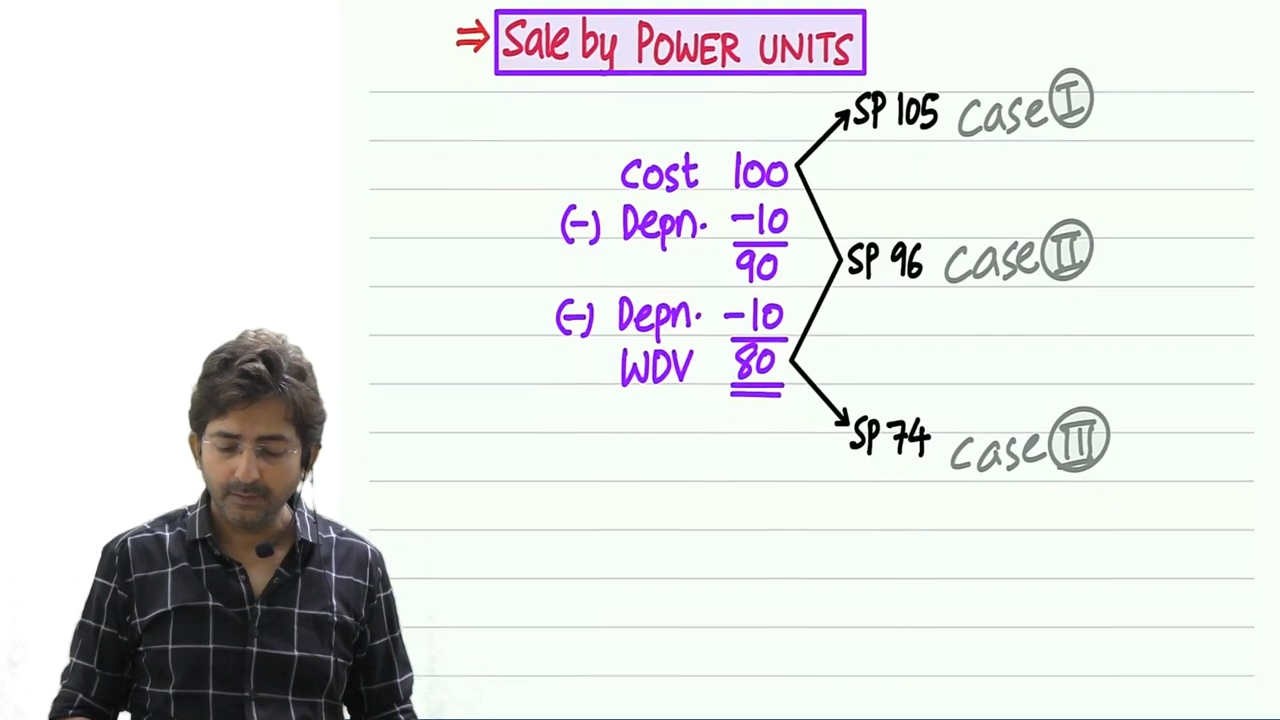 ⇒ Sale by POWER UNITS
SP 105 case I
Cost 100
(-) Depn. -10
90
SP 96 case II
(-) Depn. -10
WDV 80
SP 74 case III